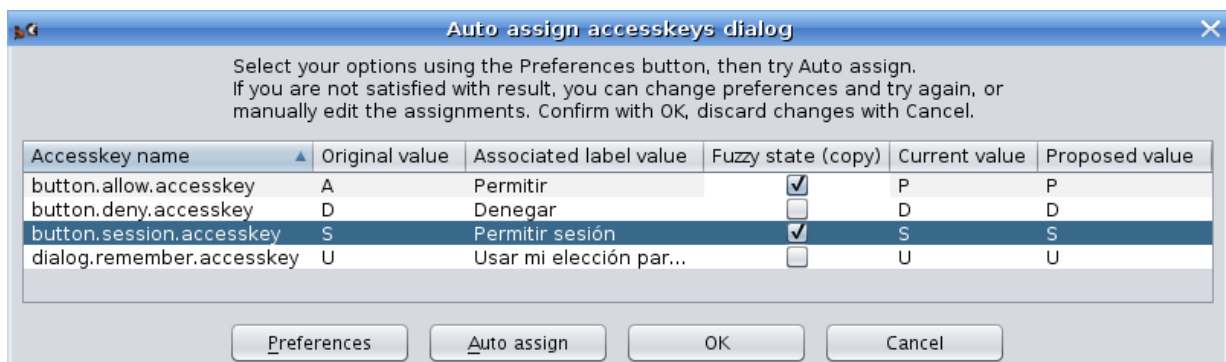 Auto assign accesskeys dialog
Select your options using the Preferences button, then try Auto assign.
If you are not satisfied with result, you can change preferences and try again, or
manually edit the assignments. Confirm with OK, discard changes with Cancel.
Accesskey name Original value Associated label value Fuzzy state (copy) Current value Proposed value
button.allow.accesskey A Permitir P P
button.deny.accesskey D Denegar D D
button.session.accesskey S Permitir sesión S S
dialog.remember.accesskey U Usar mi elección par... U U
Preferences Auto assign OK Cancel